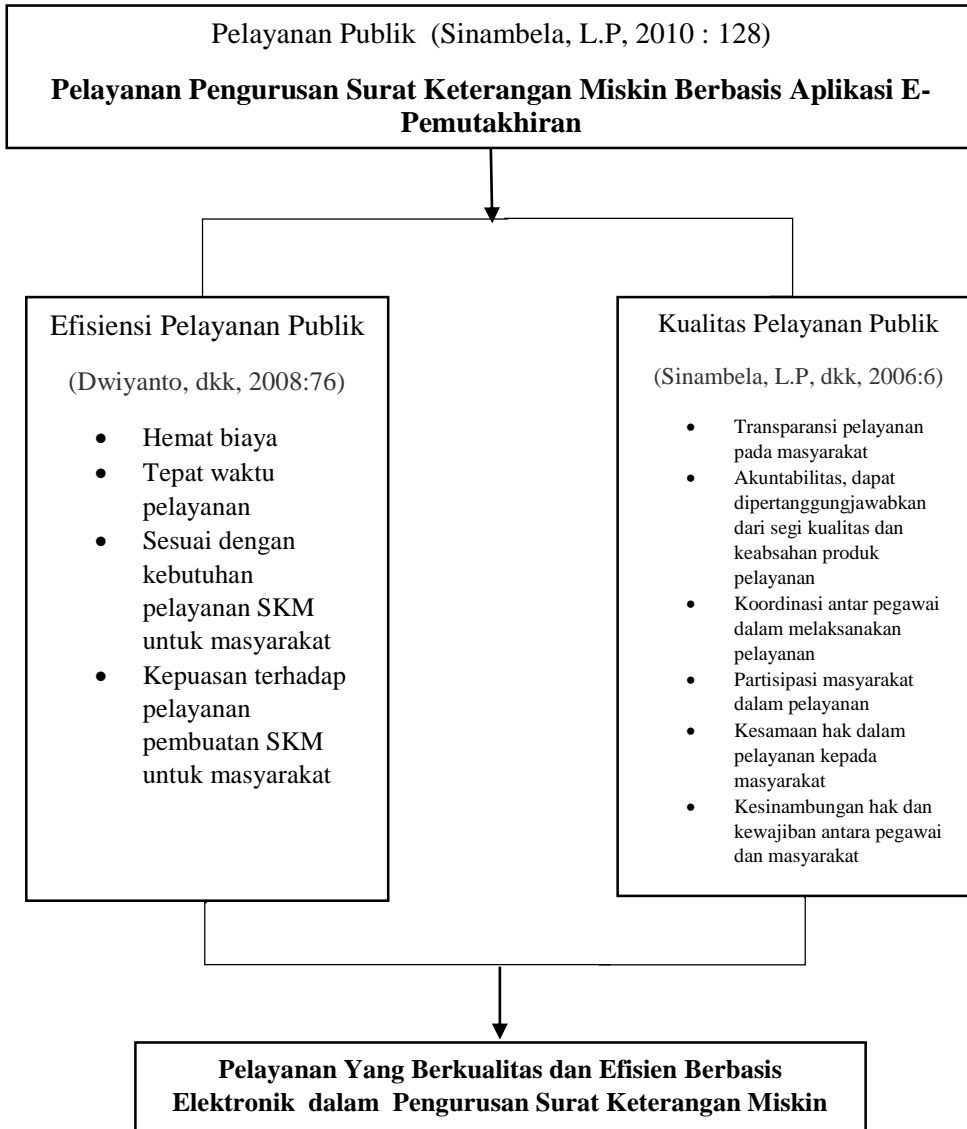 Pelayanan Publik (Sinambela, L.P, 2010 : 128)
Pelayanan Pengurusan Surat Keterangan Miskin Berbasis Aplikasi E-
Pemutakhiran
Efisiensi Pelayanan Publik
(Dwiyanto, dkk, 2008:76)
• Hemat biaya
• Tepat waktu
pelayanan
• Sesuai dengan
kebutuhan
pelayanan SKM
untuk masyarakat
• Kepuasan terhadap
pelayanan
pembuatan SKM
untuk masyarakat
Kualitas Pelayanan Publik
(Sinambela, L.P, dkk, 2006:6)
• Transparansi pelayanan
pada masyarakat
• Akuntabilitas, dapat
dipertanggungjawabkan
dari segi kualitas dan
keabsahan produk
pelayanan
• Koordinasi antar pegawai
dalam melaksanakan
pelayanan
• Partisipasi masyarakat
dalam pelayanan
• Kesamaan hak dalam
pelayanan kepada
masyarakat
• Kesinambungan hak dan
kewajiban antara pegawai
dan masyarakat
Pelayanan Yang Berkualitas dan Efisien Berbasis
Elektronik dalam Pengurusan Surat Keterangan Miskin